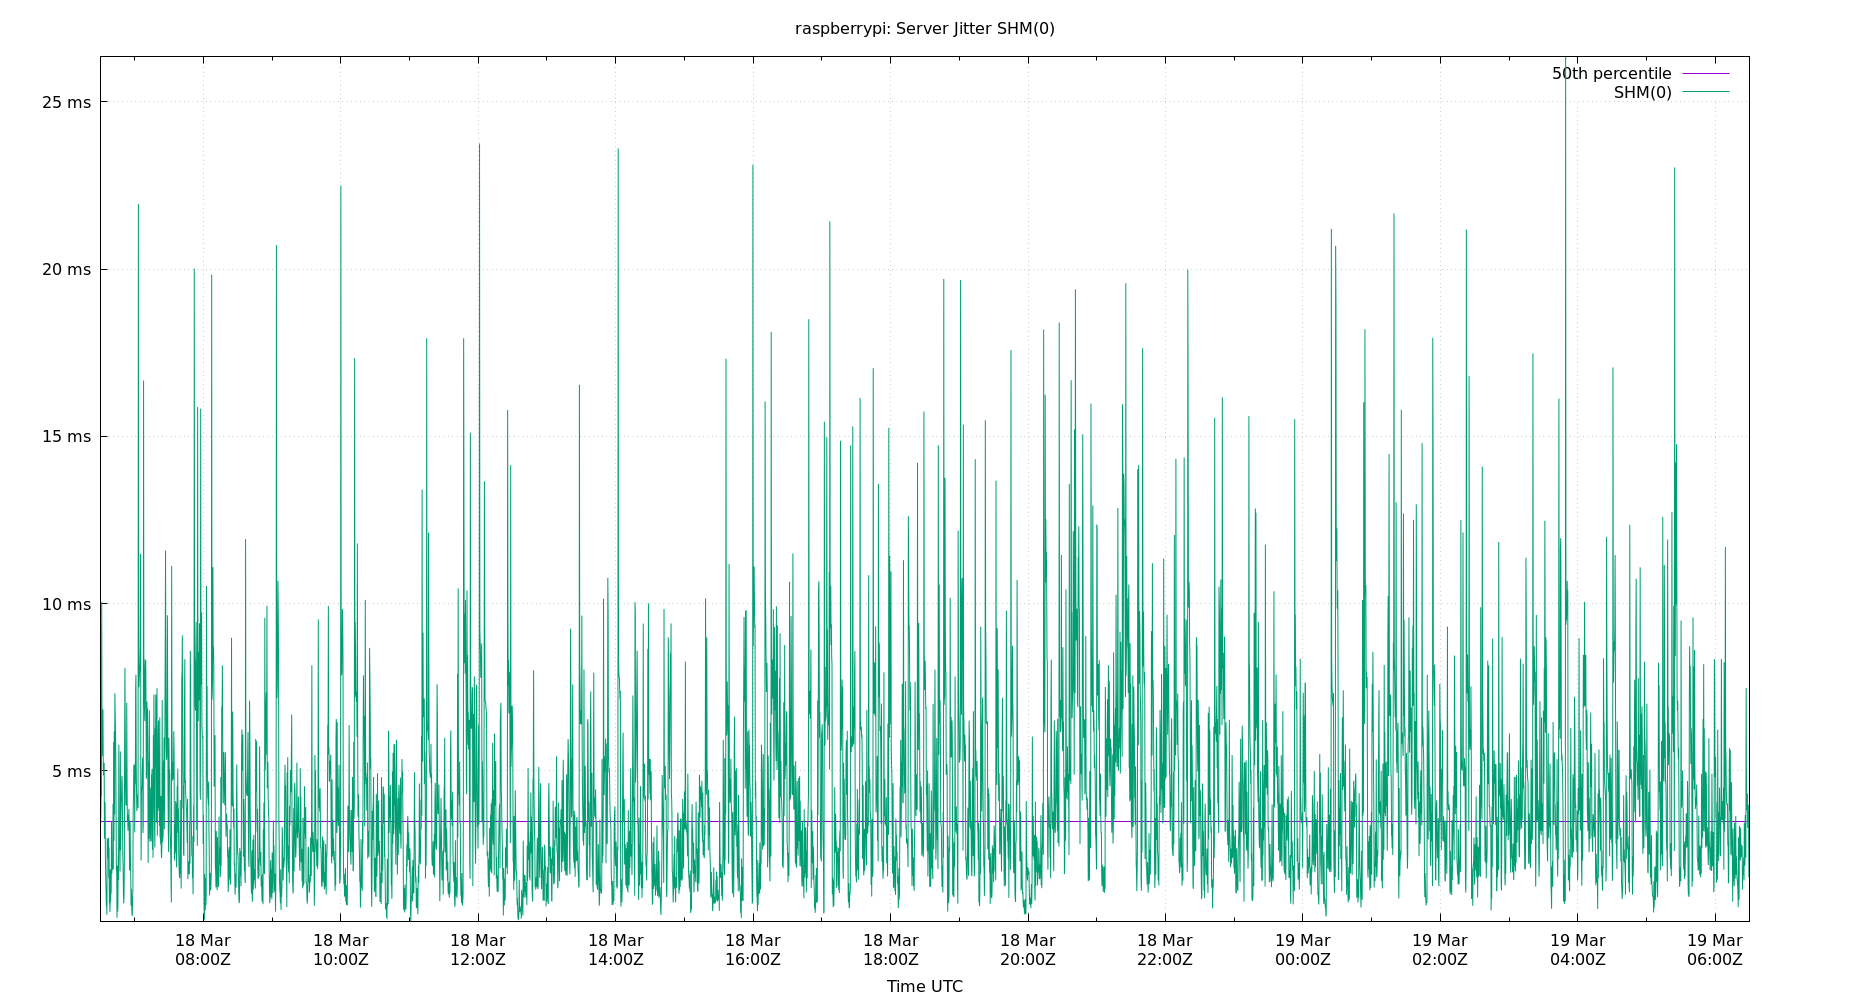 raspberrypi: Server Jitter SHM(0)
50th percentile
SHM(0)
25 ms
20 ms
15 ms
10 ms
5 ms
18 Mar 18 Mar 18 Mar 18 Mar 18 Mar 18 Mar 18 Mar 18 Mar 19 Mar 19 Mar 19 Mar 19 Mar
08:00Z 10:00Z 12:00Z 14:00Z 16:00Z 18:00Z 20:00Z 22:00Z 00:00Z 02:00Z 04:00Z 06:00Z
Time UTC